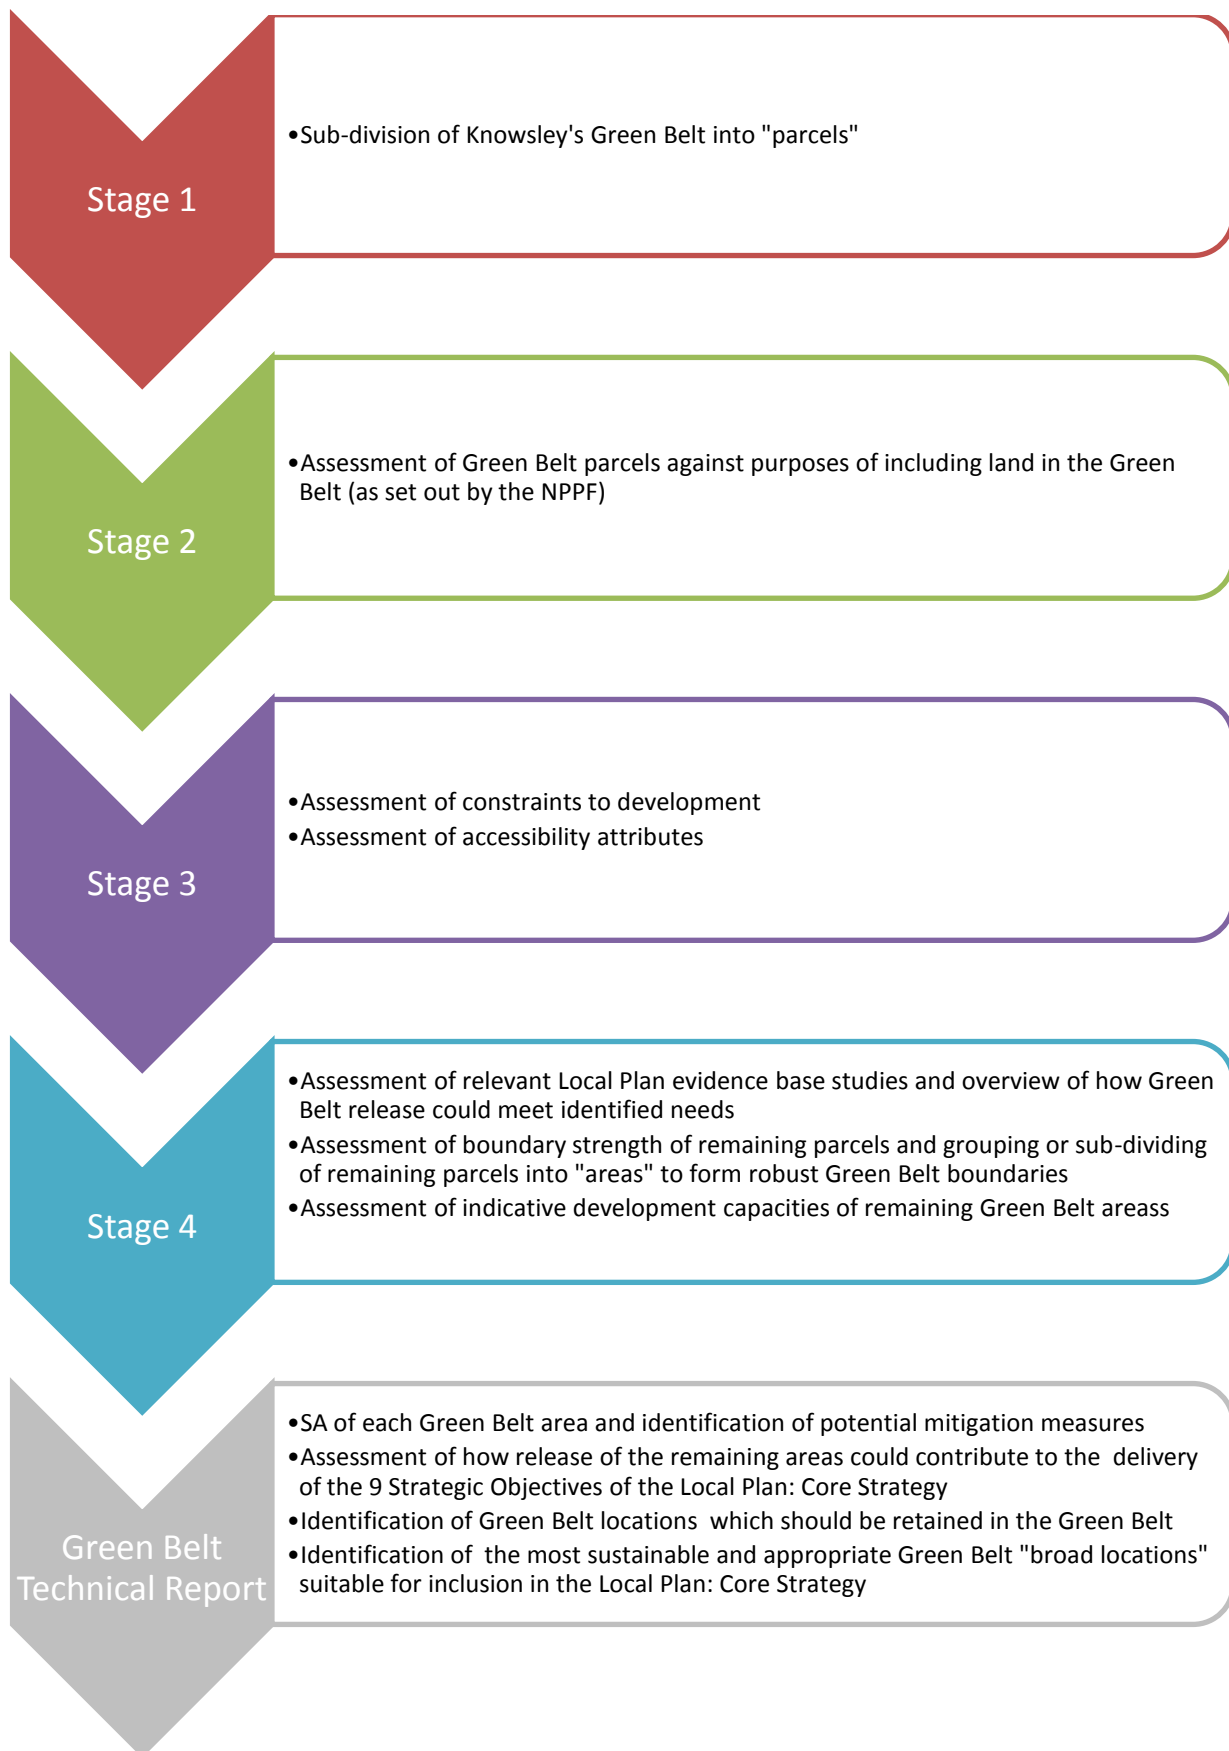 Stage 1
•Sub-division of Knowsley's Green Belt into "parcels"
Stage 2
•Assessment of Green Belt parcels against purposes of including land in the Green
Belt (as set out by the NPPF)
Stage 3
•Assessment of constraints to development
•Assessment of accessibility attributes
Stage 4
•Assessment of relevant Local Plan evidence base studies and overview of how Green
Belt release could meet identified needs
•Assessment of boundary strength of remaining parcels and grouping or sub-dividing
of remaining parcels into "areas" to form robust Green Belt boundaries
•Assessment of indicative development capacities of remaining Green Belt areass
Green Belt
Technical Report
•SA of each Green Belt area and identification of potential mitigation measures
•Assessment of how release of the remaining areas could contribute to the delivery
of the 9 Strategic Objectives of the Local Plan: Core Strategy
•Identification of Green Belt locations which should be retained in the Green Belt
•Identification of the most sustainable and appropriate Green Belt "broad locations"
suitable for inclusion in the Local Plan: Core Strategy